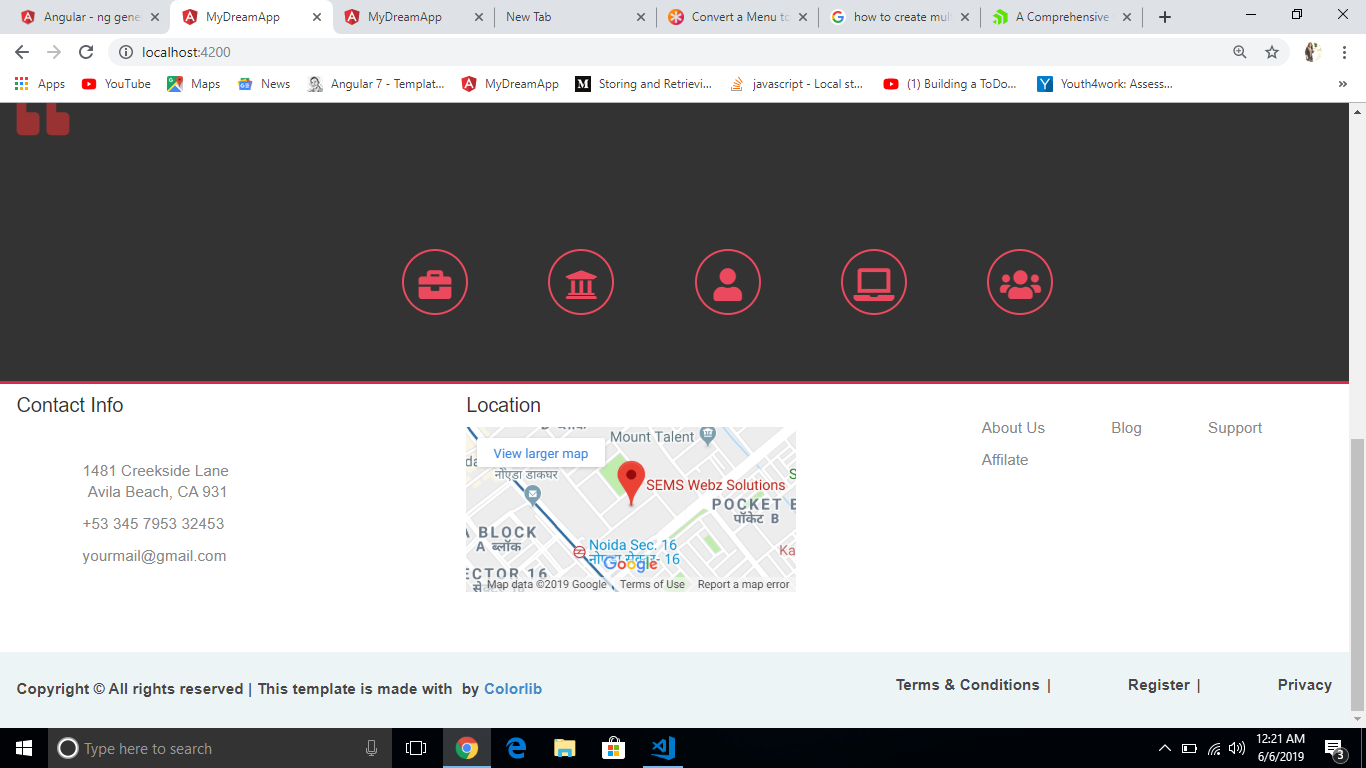 Angular - ng gene
MyDreamApp
MyDreamApp
New Tab
Convert a Menu to
how to create mul
A Comprehensive
localhost:4200
Apps
YouTube
Maps
News
Angular 7 - Templat...
MyDreamApp
Storing and Retrievi...
javascript - Local st...
(1) Building a ToDo...
Youth4work: Assess...
Contact Info
1481 Creekside Lane
Avila Beach, CA 931
+53 345 7953 32453
yourmail@gmail.com
Location
Mount Talent
View larger map
नोएडा डाकघर
SEMS Webz Solutions
POCKET
पॉकेट B
A BLOCK
A ब्लॉक
Noida Sec. 16
Ka
Google
ECTOR 16
Map data ©2019 Google
Terms of Use
Report a map error
About Us
Blog
Support
Affilate
Copyright © All rights reserved | This template is made with by Colorlib
Terms & Conditions |
Register |
Privacy
Type here to search
12:21 AM
6/6/2019
3